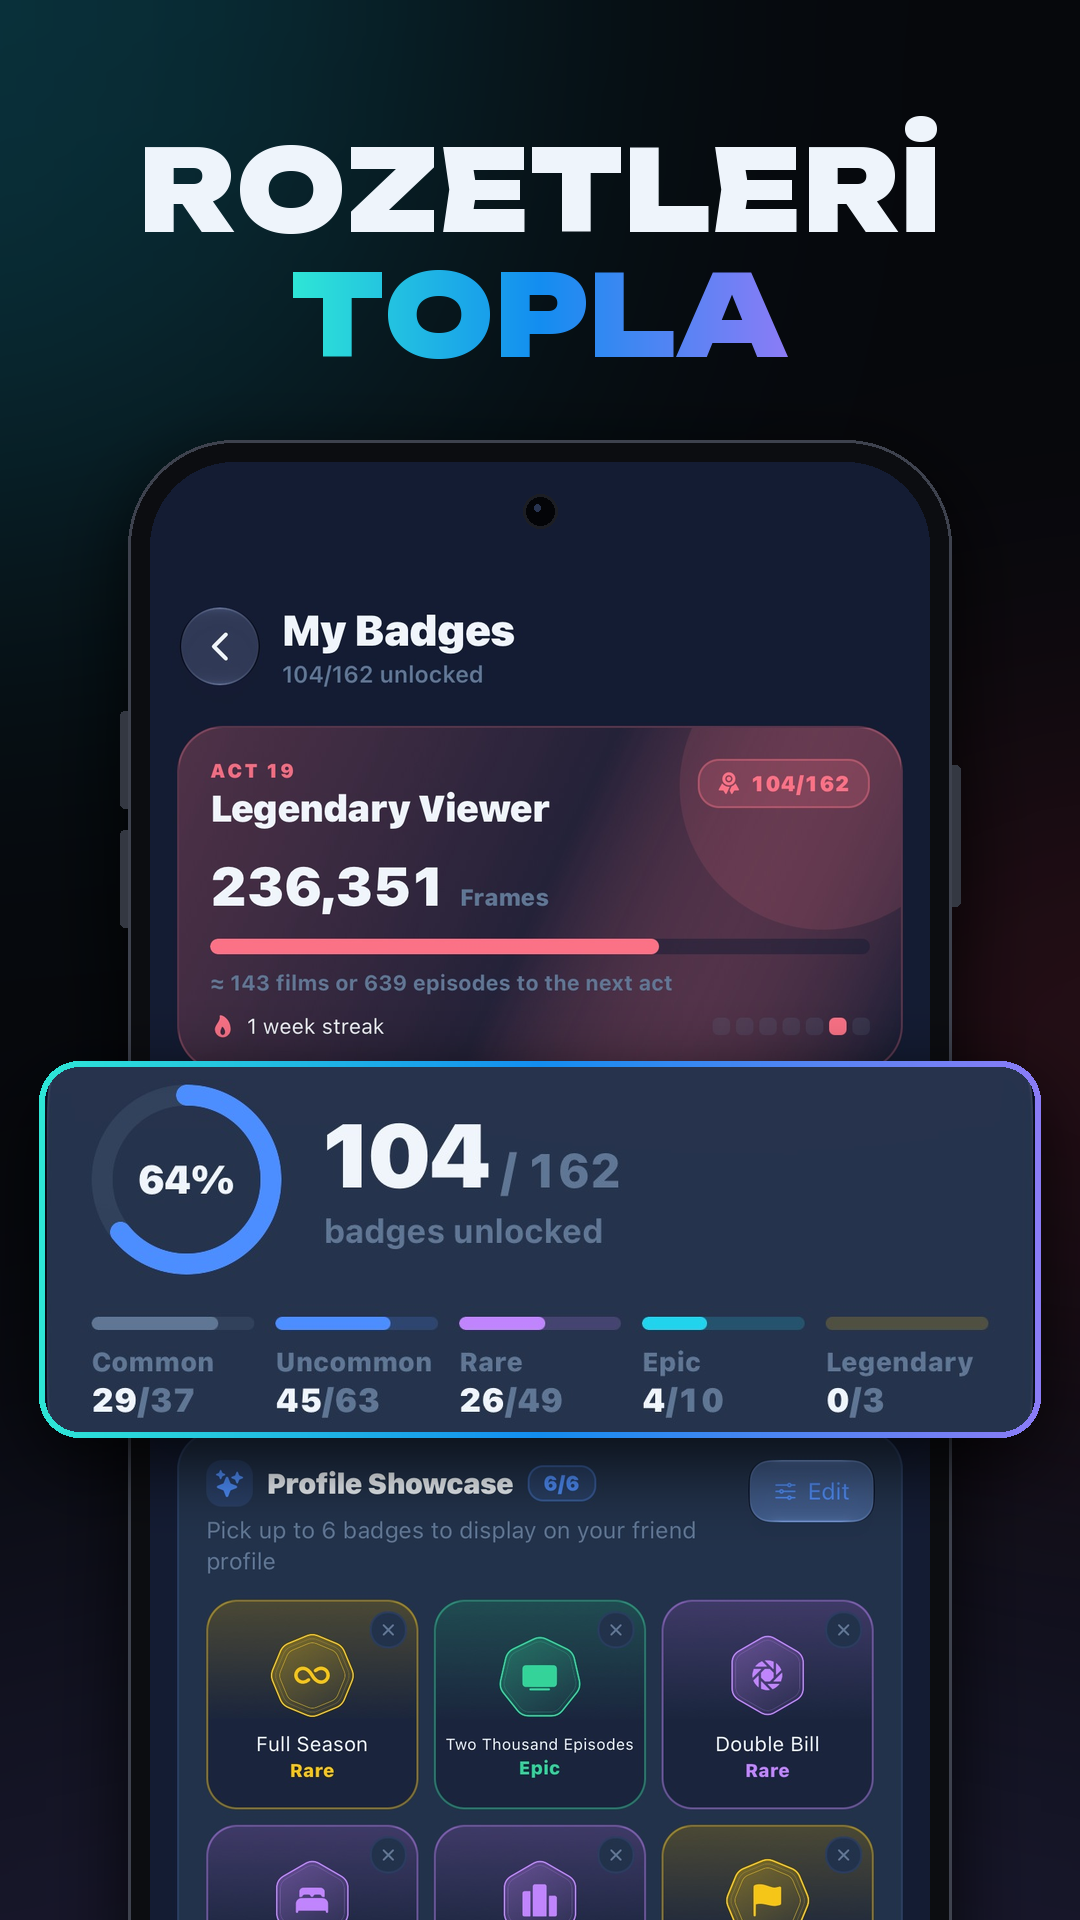 ROZETLERİ
TOPLA
My Badges
104/162 unlocked
ACT 19
104/162
Legendary Viewer
236,351 Frames
≈ 143 films or 639 episodes to the next act
1 week streak
64%
104 / 162
badges unlocked
Common Uncommon Rare Epic Legendary
29/37 45/63 26/49 4/10 0/3
Profile Showcase 6/6
Edit
Pick up to 6 badges to display on your friend
profile
Full Season Two Thousand Episodes Double Bill
Rare Epic Rare